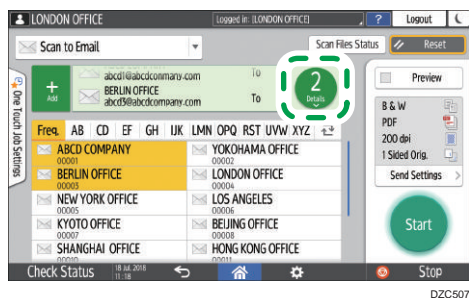 LONDON OFFICE
Logged in: [LONDON OFFICE]
?
Logout
Scan to Email
Scan Files Status
Reset
Add
abcd1@abcdcompany.com
To
BERLIN OFFICE
abcd3@abcdcompany.com
To
2
Details
Preview
One Touch Job Settings
B & W
PDF
200 dpi
1 Sided Orig.
Send Settings
Start
Freq.
AB
CD
EF
GH
IJK
LMN
OPQ
RST
UVW
XYZ
ABCD COMPANY
00001
YOKOHAMA OFFICE
00002
BERLIN OFFICE
00003
LONDON OFFICE
00004
NEW YORK OFFICE
00005
LOS ANGELES
00006
KYOTO OFFICE
00007
BEIJING OFFICE
00008
SHANGHAI OFFICE
HONG KONG OFFICE
Check Status
18 Jul. 2018
11:18
Stop
DZC507